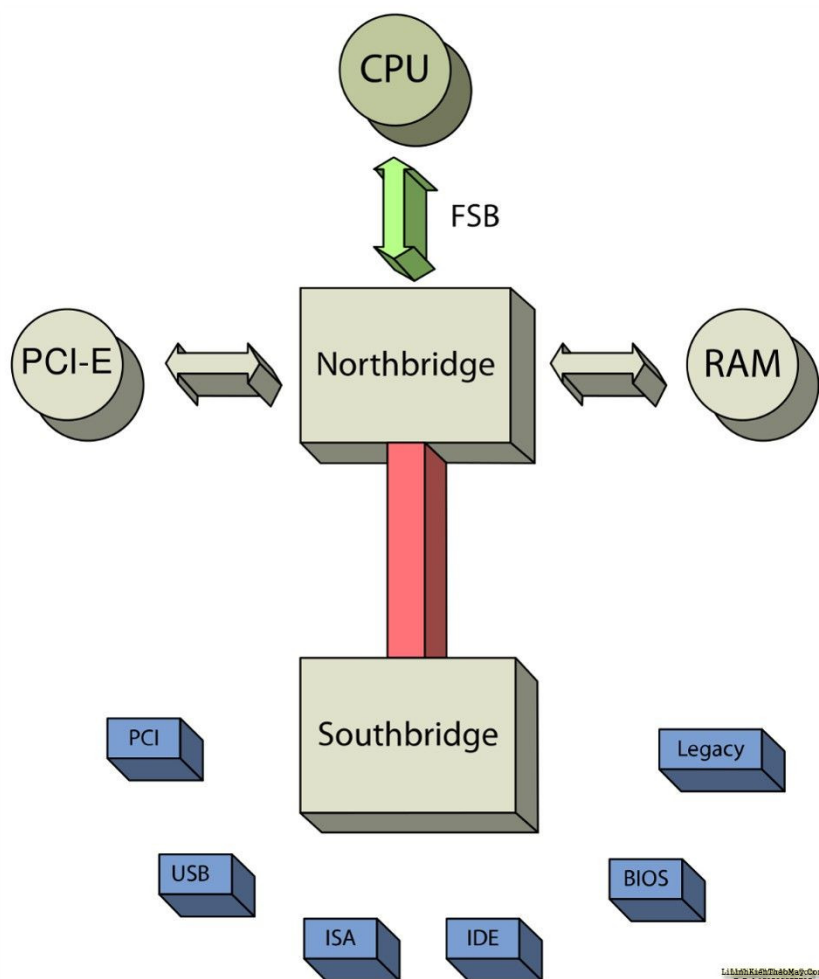 CPU
FSB
PCI-E
Northbridge
RAM
Southbridge
PCI
Legacy
USB
BIOS
ISA
IDE